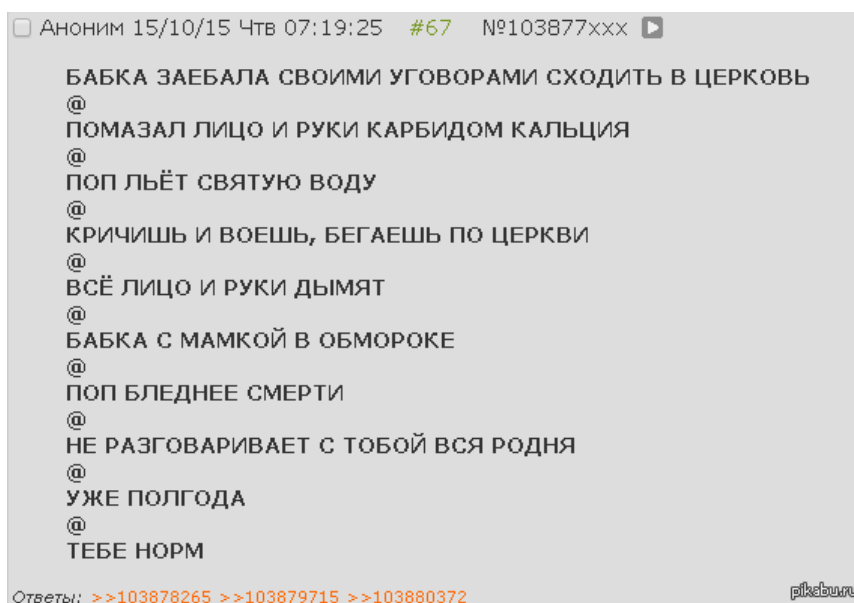 Аноним 15/10/15 Чтв 07:19:25 #67 №103877xxx
БАБКА ЗАЕБАЛА СВОИМИ УГОВОРАМИ СХОДИТЬ В ЦЕРКОВЬ
@
ПОМАЗАЛ ЛИЦО И РУКИ КАРБИДОМ КАЛЬЦИЯ
@
ПОП ЛЬЁТ СВЯТУЮ ВОДУ
@
КРИЧИШЬ И ВОЕШЬ, БЕГАЕШЬ ПО ЦЕРКВИ
@
ВСЁ ЛИЦО И РУКИ ДЫМЯТ
@
БАБКА С МАМКОЙ В ОБМОРОКЕ
@
ПОП БЛЕДНЕЕ СМЕРТИ
@
НЕ РАЗГОВАРИВАЕТ С ТОБОЙ ВСЯ РОДНЯ
@
УЖЕ ПОЛГОДА
@
ТЕБЕ НОРМ
Ответы: >>103878265 >>103879715 >>103880372
pikabu.ru